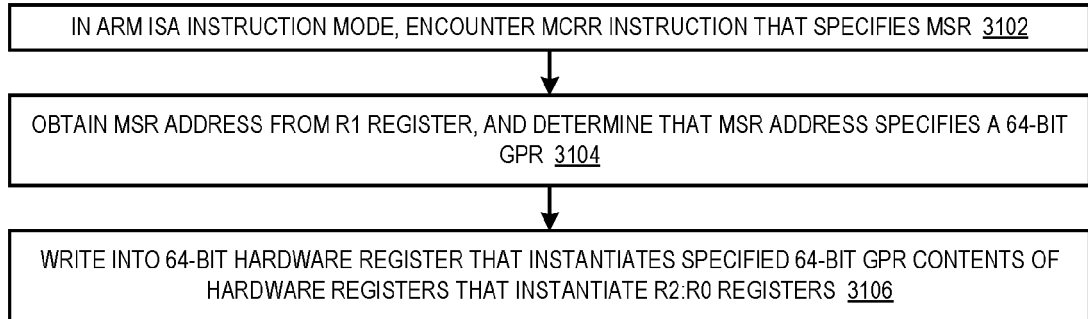 IN ARM ISA INSTRUCTION MODE, ENCOUNTER MCRR INSTRUCTION THAT SPECIFIES MSR 3102
OBTAIN MSR ADDRESS FROM R1 REGISTER, AND DETERMINE THAT MSR ADDRESS SPECIFIES A 64-BIT
GPR 3104
WRITE INTO 64-BIT HARDWARE REGISTER THAT INSTANTIATES SPECIFIED 64-BIT GPR CONTENTS OF
HARDWARE REGISTERS THAT INSTANTIATE R2:R0 REGISTERS 3106